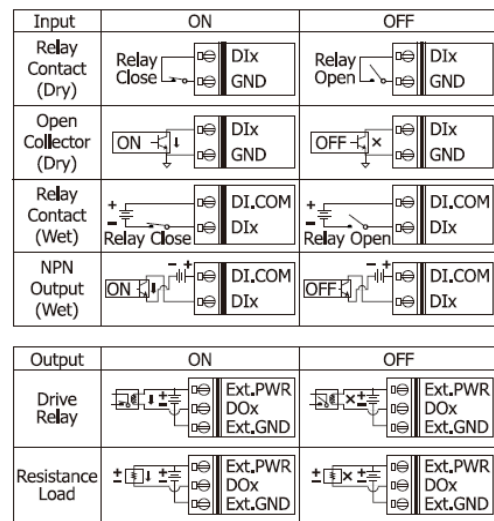 Input ON OFF
Relay Contact (Dry) Relay Close DIx GND Relay Open DIx GND
Open Collector (Dry) ON DIx GND OFF DIx GND
Relay Contact (Wet) + - Relay Close DI.COM DIx + - Relay Open DI.COM DIx
NPN Output (Wet) ON - + DI.COM DIx OFF - + DI.COM DIx
Output ON OFF
Drive Relay + - Ext.PWR DOx Ext.GND × + - Ext.PWR DOx Ext.GND
Resistance Load + - + - Ext.PWR DOx Ext.GND + - × + - Ext.PWR DOx Ext.GND